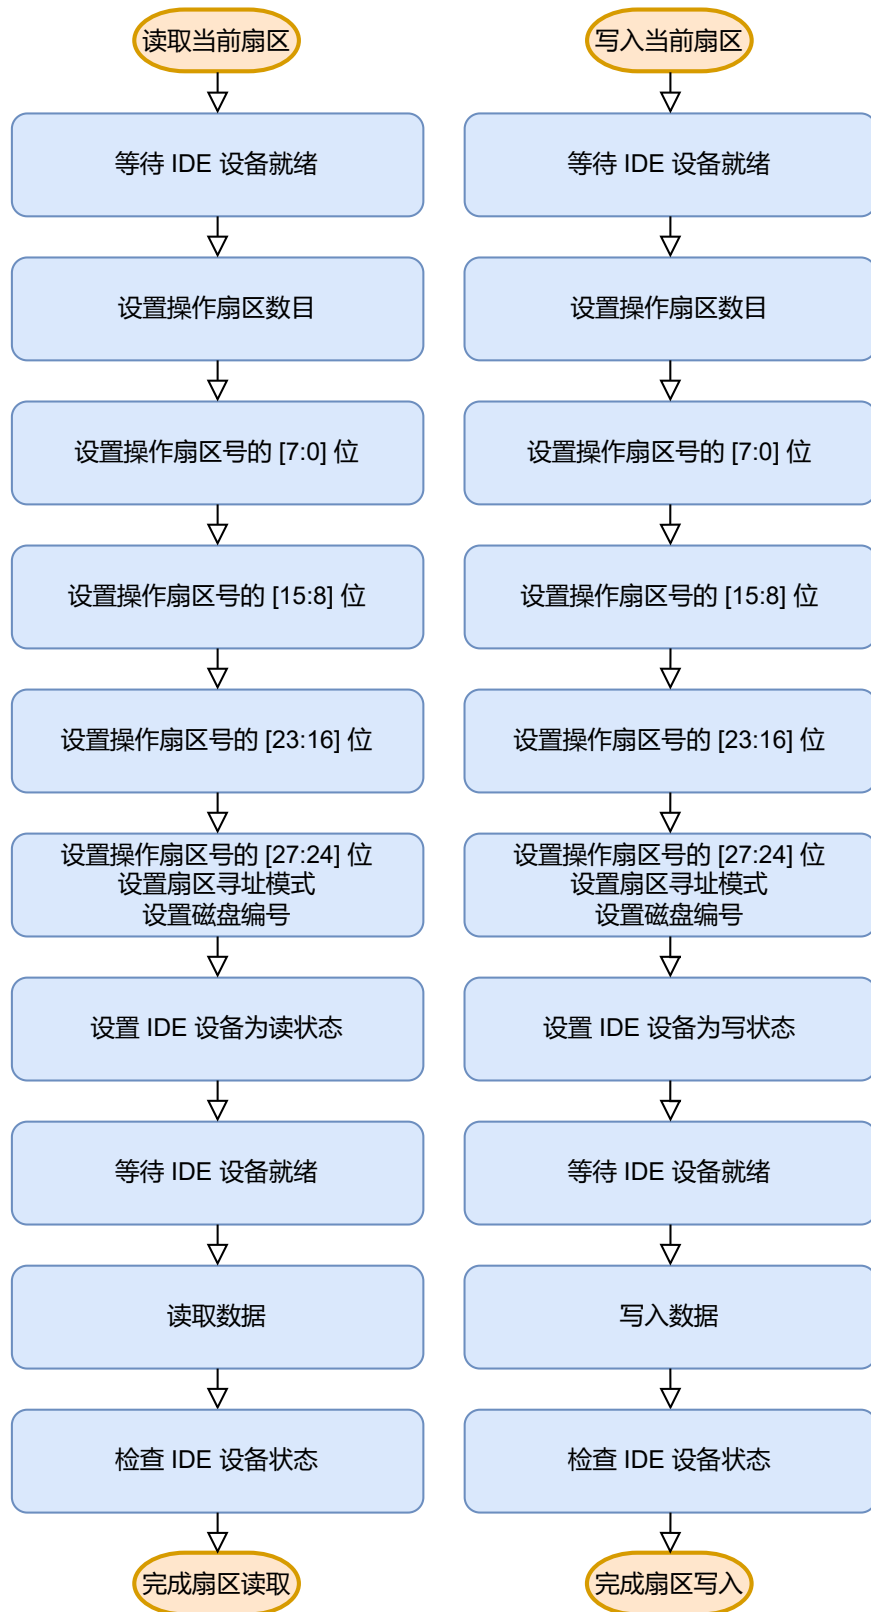 读取当前扇区
等待 IDE 设备就绪
设置操作扇区数目
设置操作扇区号的 [7:0] 位
设置操作扇区号的 [15:8] 位
设置操作扇区号的 [23:16] 位
设置操作扇区号的 [27:24] 位
设置扇区寻址模式
设置磁盘编号
设置 IDE 设备为读状态
等待 IDE 设备就绪
读取数据
检查 IDE 设备状态
完成扇区读取
写入当前扇区
等待 IDE 设备就绪
设置操作扇区数目
设置操作扇区号的 [7:0] 位
设置操作扇区号的 [15:8] 位
设置操作扇区号的 [23:16] 位
设置操作扇区号的 [27:24] 位
设置扇区寻址模式
设置磁盘编号
设置 IDE 设备为写状态
等待 IDE 设备就绪
写入数据
检查 IDE 设备状态
完成扇区写入